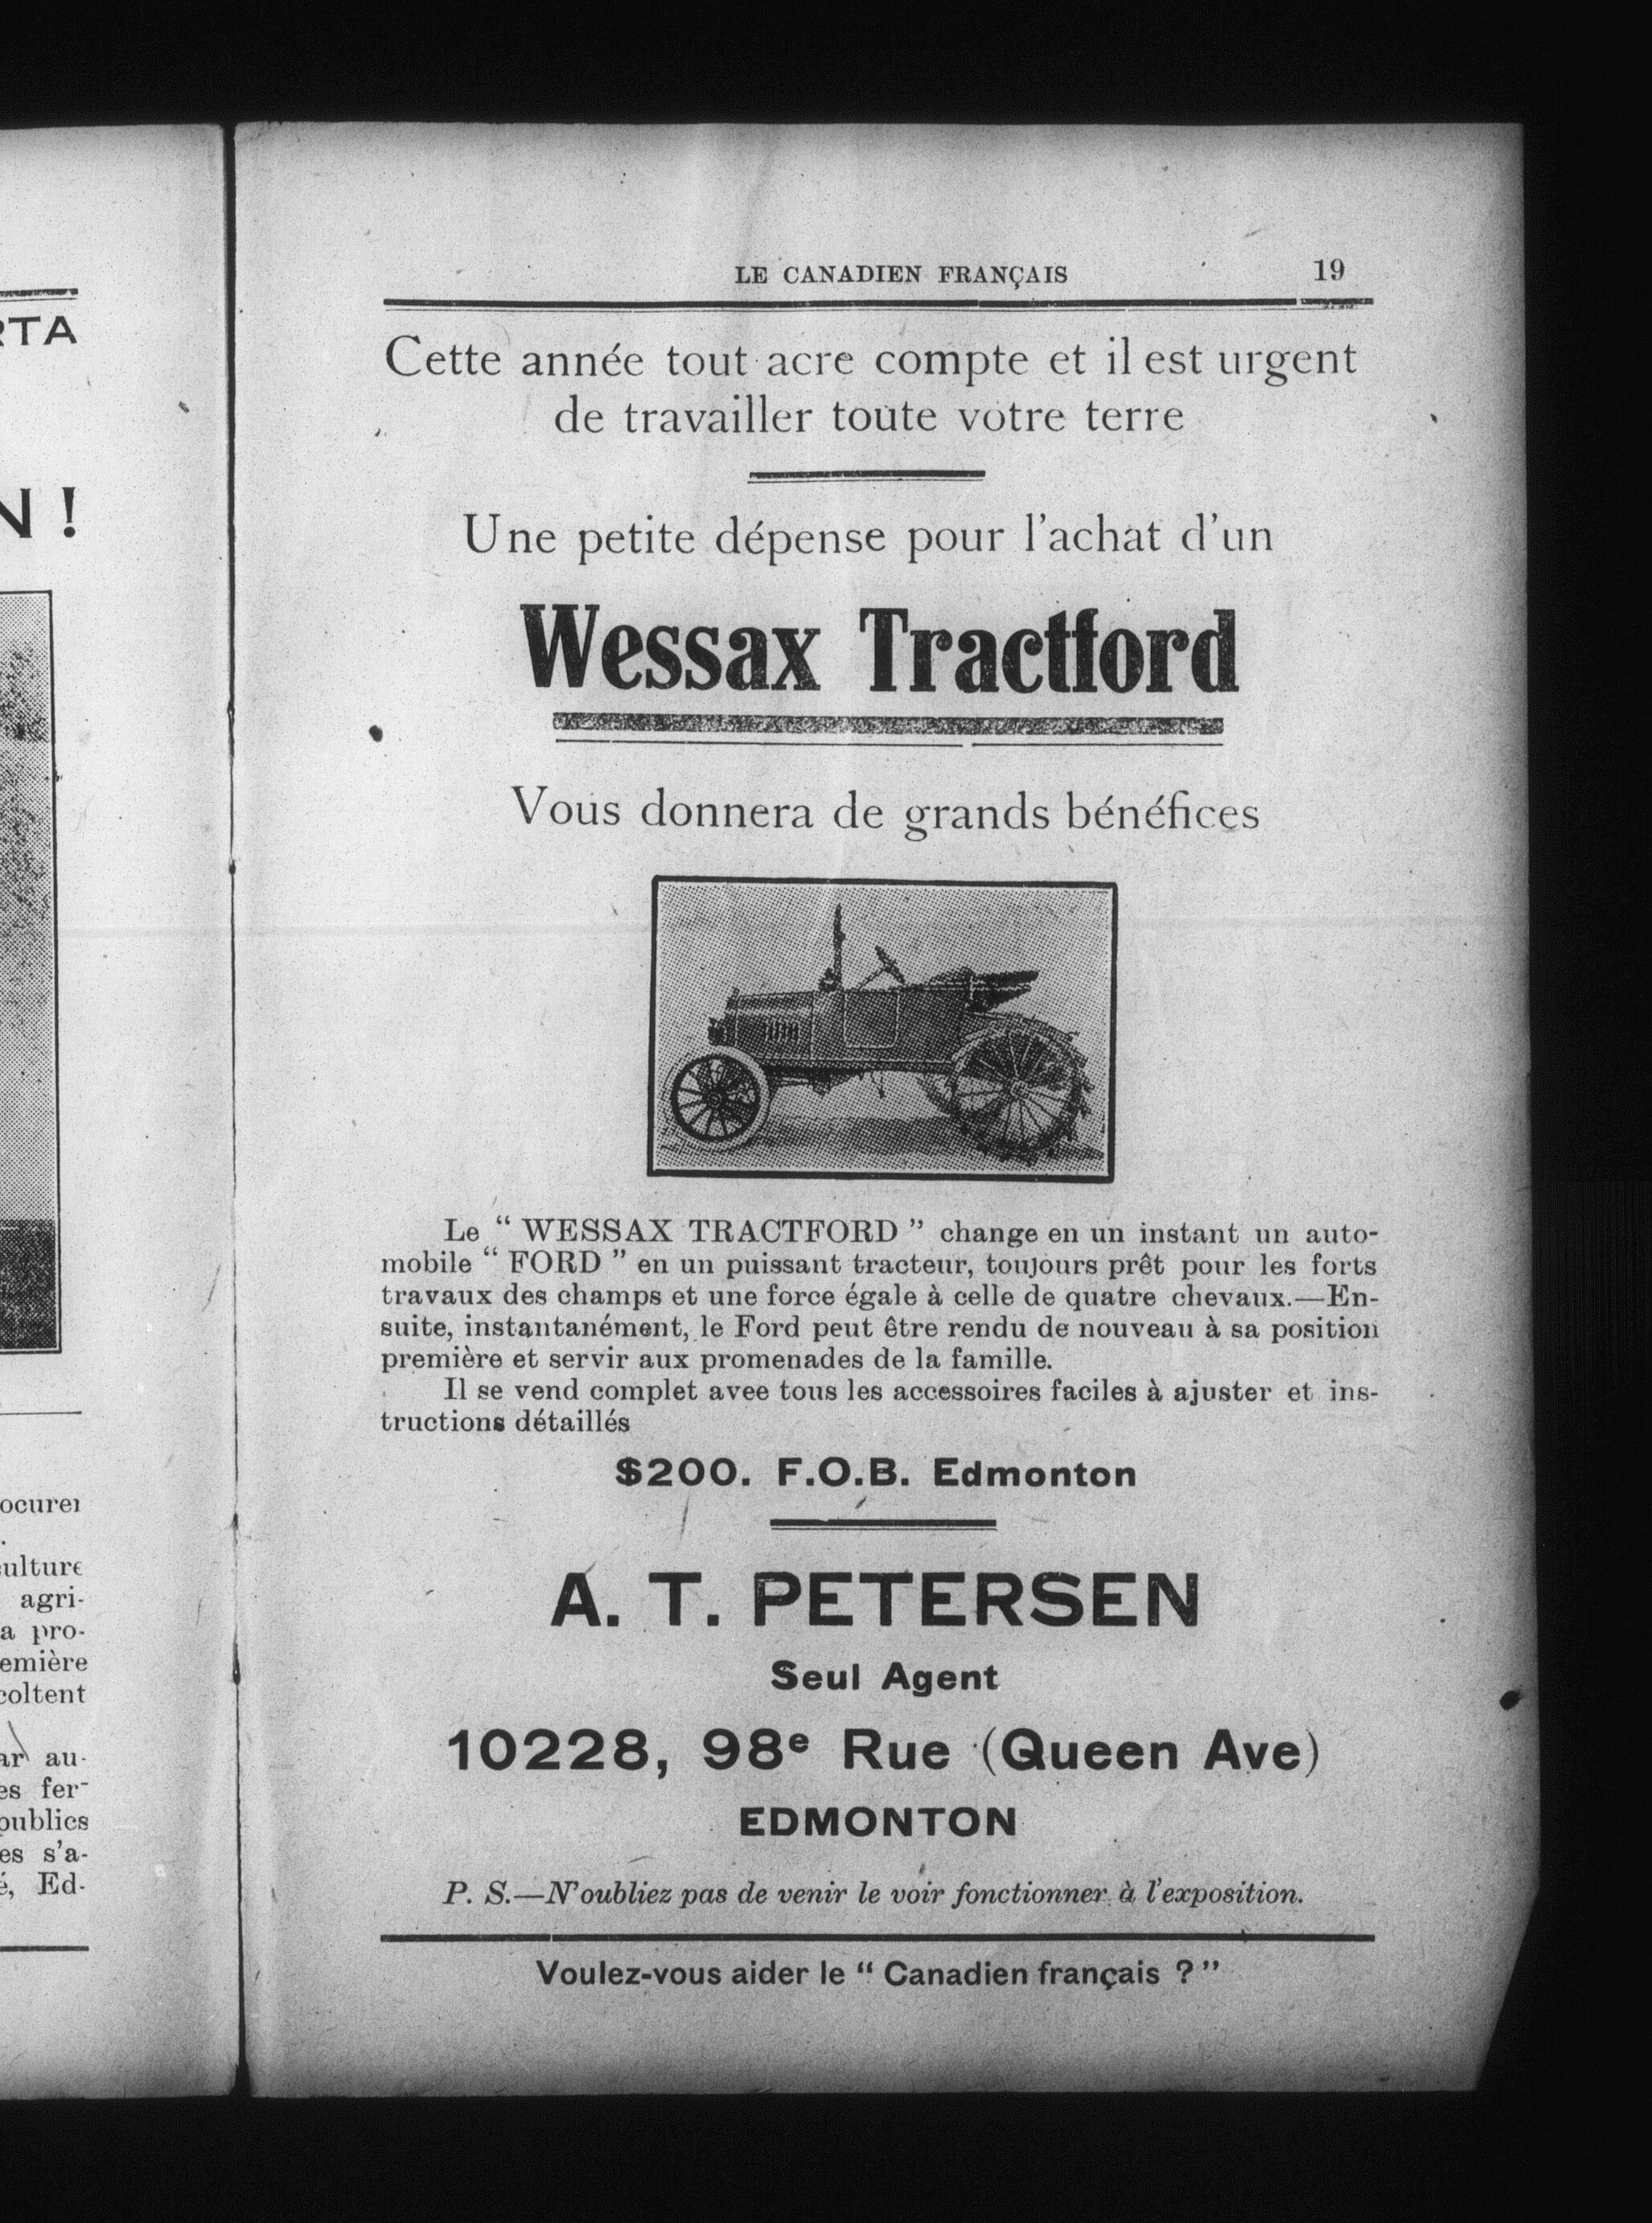 RTA
N !
ulture
agri-
a pro-
emière
coltent
ar au-
es fer-
publics
es s'a-
é, Ed-
LE CANADIEN FRANÇAIS 19
Cette année tout acre compte et il est urgent
de travailler toute votre terre
Une petite dépense pour l'achat d'un
Wessax Tractford
Vous donnera de grands bénéfices
Le “ WESSAX TRACTFORD ” change en un instant un auto-
mobile “ FORD ” en un puissant tracteur, toujours prêt pour les forts
travaux des champs et une force égale à celle de quatre chevaux.—En-
suite, instantanément, le Ford peut être rendu de nouveau à sa position
première et servir aux promenades de la famille.
Il se vend complet avee tous les accessoires faciles à ajuster et ins-
tructions détaillés
$200. F.O.B. Edmonton
A. T. PETERSEN
Seul Agent
10228, 98e Rue (Queen Ave)
EDMONTON
P. S.—N'oubliez pas de venir le voir fonctionner à l'exposition.
Voulez-vous aider le “ Canadien français ? ”